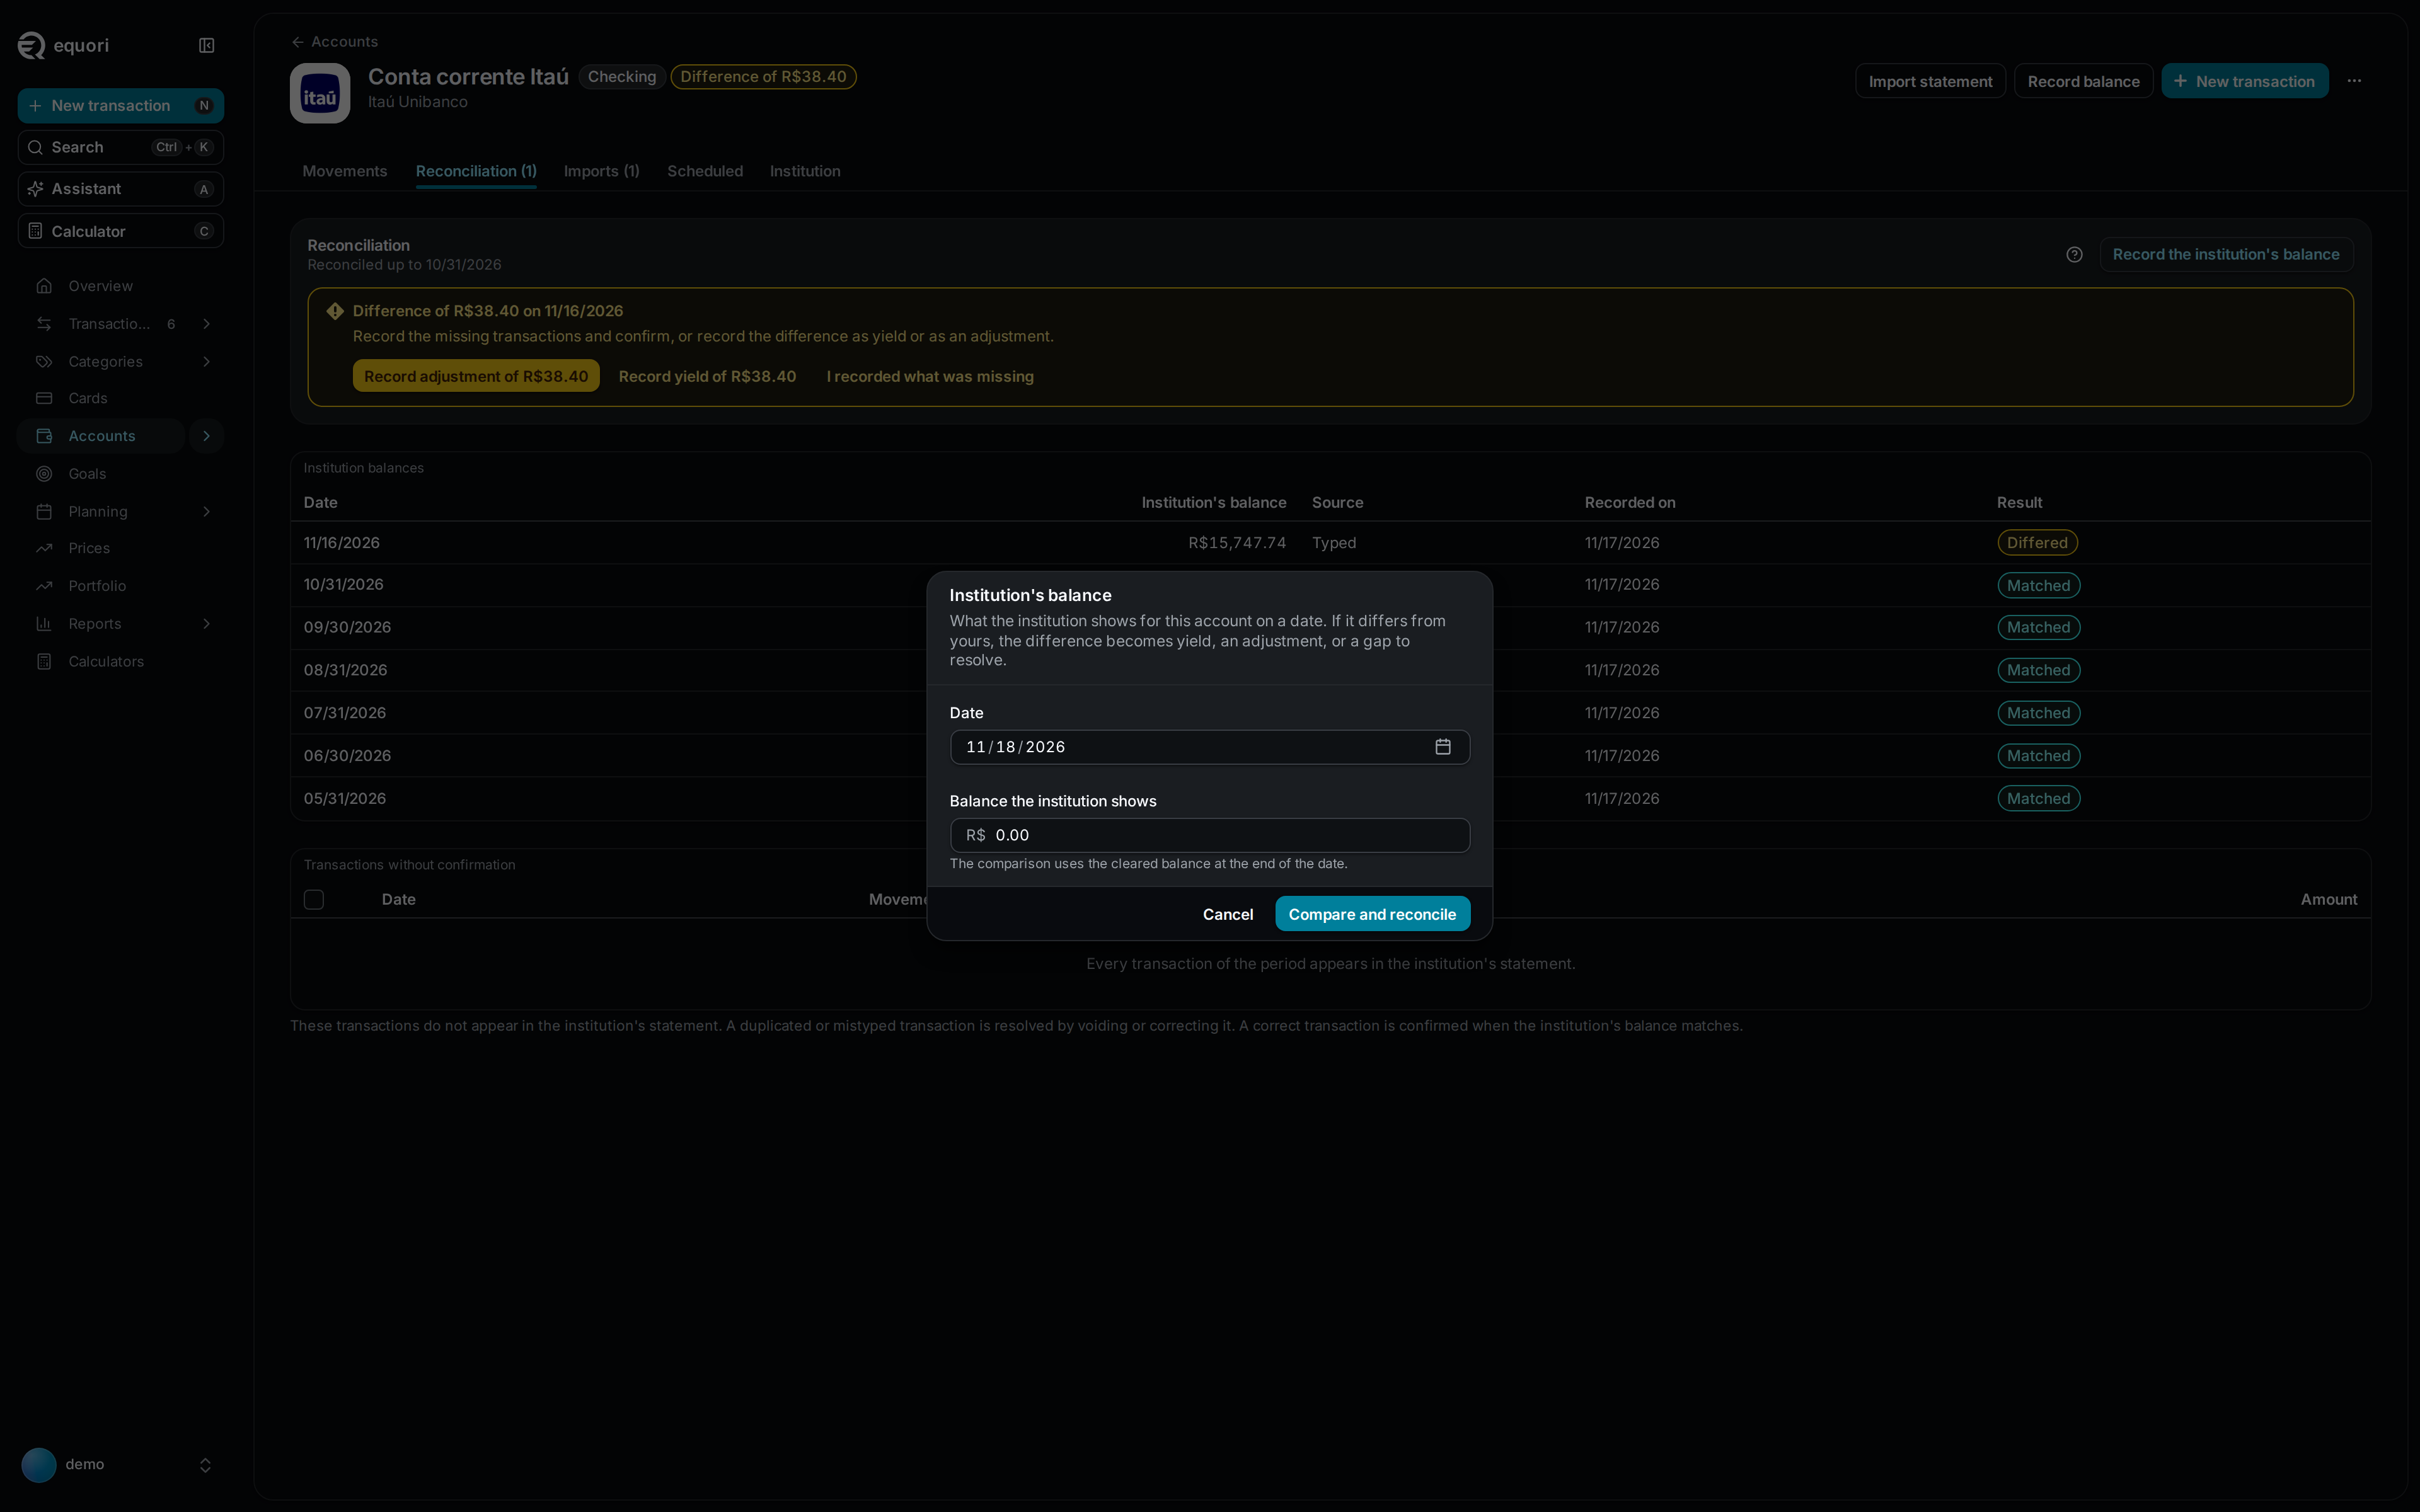 equori
New transaction N
Search Ctrl + K
Assistant A
Calculator C
Overview
Transactio... 6
Categories
Cards
Accounts
Goals
Planning
Prices
Portfolio
Reports
Calculators
demo
Accounts
itaú
Conta corrente Itaú Checking Difference of R$38.40
Itaú Unibanco
Import statement Record balance New transaction
Movements Reconciliation (1) Imports (1) Scheduled Institution
Reconciliation
Reconciled up to 10/31/2026
Record the institution's balance
Difference of R$38.40 on 11/16/2026
Record the missing transactions and confirm, or record the difference as yield or as an adjustment.
Record adjustment of R$38.40 Record yield of R$38.40 I recorded what was missing
Institution balances
Date Institution's balance Source Recorded on Result
11/16/2026 R$15,747.74 Typed 11/17/2026 Differed
10/31/2026 11/17/2026 Matched
09/30/2026 11/17/2026 Matched
08/31/2026 11/17/2026 Matched
07/31/2026 11/17/2026 Matched
06/30/2026 11/17/2026 Matched
05/31/2026 11/17/2026 Matched
Institution's balance
What the institution shows for this account on a date. If it differs from
yours, the difference becomes yield, an adjustment, or a gap to
resolve.
Date
11/18/2026
Balance the institution shows
R$ 0.00
The comparison uses the cleared balance at the end of the date.
Cancel Compare and reconcile
Transactions without confirmation
Date Amount
Every transaction of the period appears in the institution's statement.
These transactions do not appear in the institution's statement. A duplicated or mistyped transaction is resolved by voiding or correcting it. A correct transaction is confirmed when the institution's balance matches.